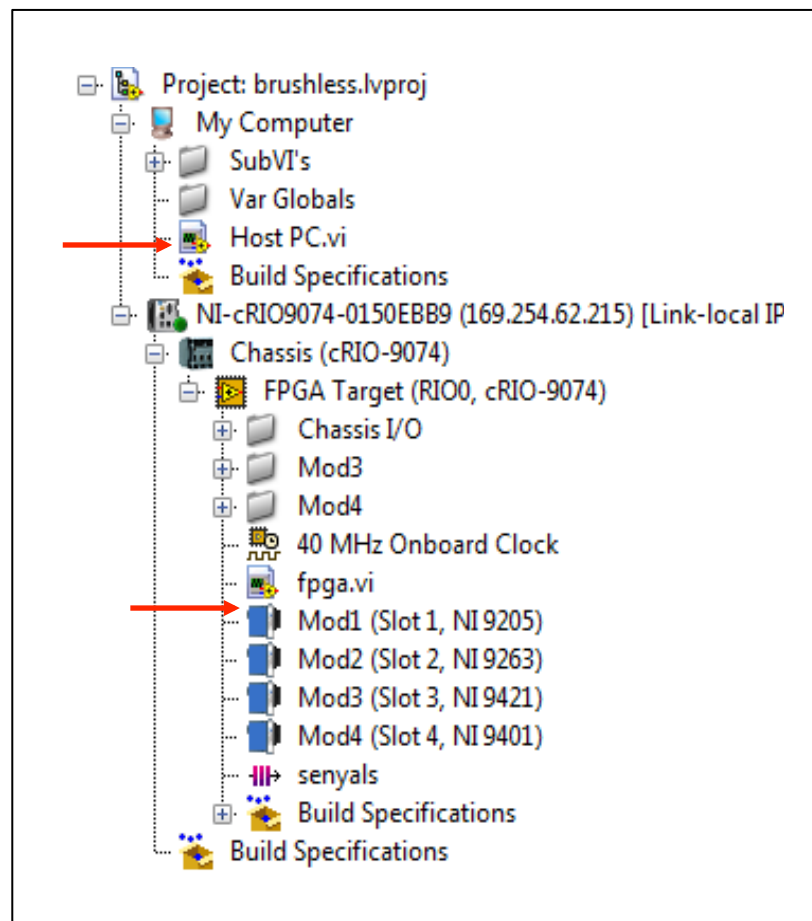 Project: brushless.lvproj
My Computer
SubVI's
Var Globals
Host PC.vi
Build Specifications
NI-cRIO9074-0150EBB9 (169.254.62.215) [Link-local IP
Chassis (cRIO-9074)
FPGA Target (RIO0, cRIO-9074)
Chassis I/O
Mod3
Mod4
40 MHz Onboard Clock
fpga.vi
Mod1 (Slot 1, NI 9205)
Mod2 (Slot 2, NI 9263)
Mod3 (Slot 3, NI 9421)
Mod4 (Slot 4, NI 9401)
senyals
Build Specifications
Build Specifications